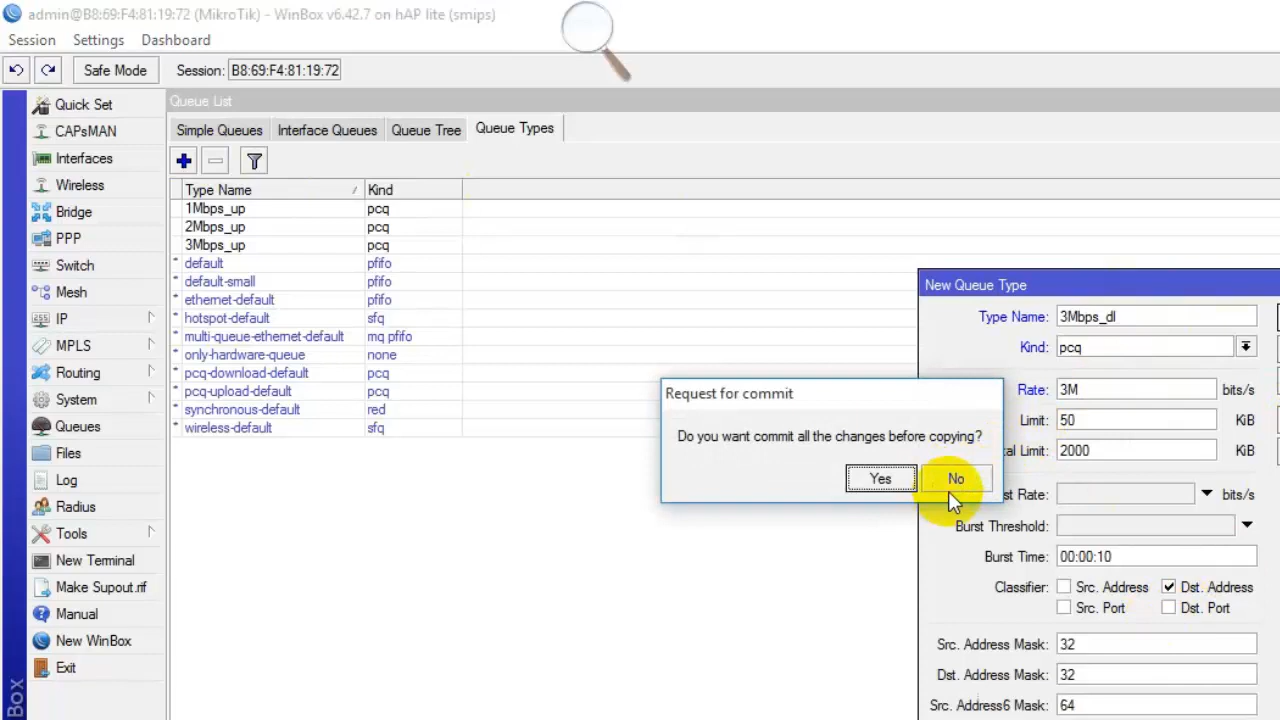 admin@B8:69:F4:81:19:72 (MikroTik) - WinBox v6.42.7 on hAP lite (smips)
Session Settings Dashboard
Safe Mode Session: B8:69:F4:81:19:72
Quick Set
CAPsMAN
Interfaces
Wireless
Bridge
PPP
Switch
Mesh
IP
MPLS
Routing
System
Queues
Files
Log
Radius
Tools
New Terminal
Make Supout.rif
Manual
New WinBox
Exit
Box
Queue List
Simple Queues Interface Queues Queue Tree Queue Types
Type Name / Kind
1Mbps_up pcq
2Mbps_up pcq
3Mbps_up pcq
* default pfifo
* default-small pfifo
* ethernet-default pfifo
* hotspot-default sfq
* multi-queue-ethernet-default mq pfifo
* only-hardware-queue none
* pcq-download-default pcq
* pcq-upload-default pcq
* synchronous-default red
* wireless-default sfq
Request for commit
Do you want commit all the changes before copying?
Yes No
New Queue Type
Type Name: 3Mbps_dl
Kind: pcq
Rate: 3M bits/s
Limit: 50 KiB
al Limit: 2000 KiB
st Rate: bits/s
Burst Threshold:
Burst Time: 00:00:10
Classifier: Src. Address Dst. Address
Src. Port Dst. Port
Src. Address Mask: 32
Dst. Address Mask: 32
Src. Address6 Mask: 64